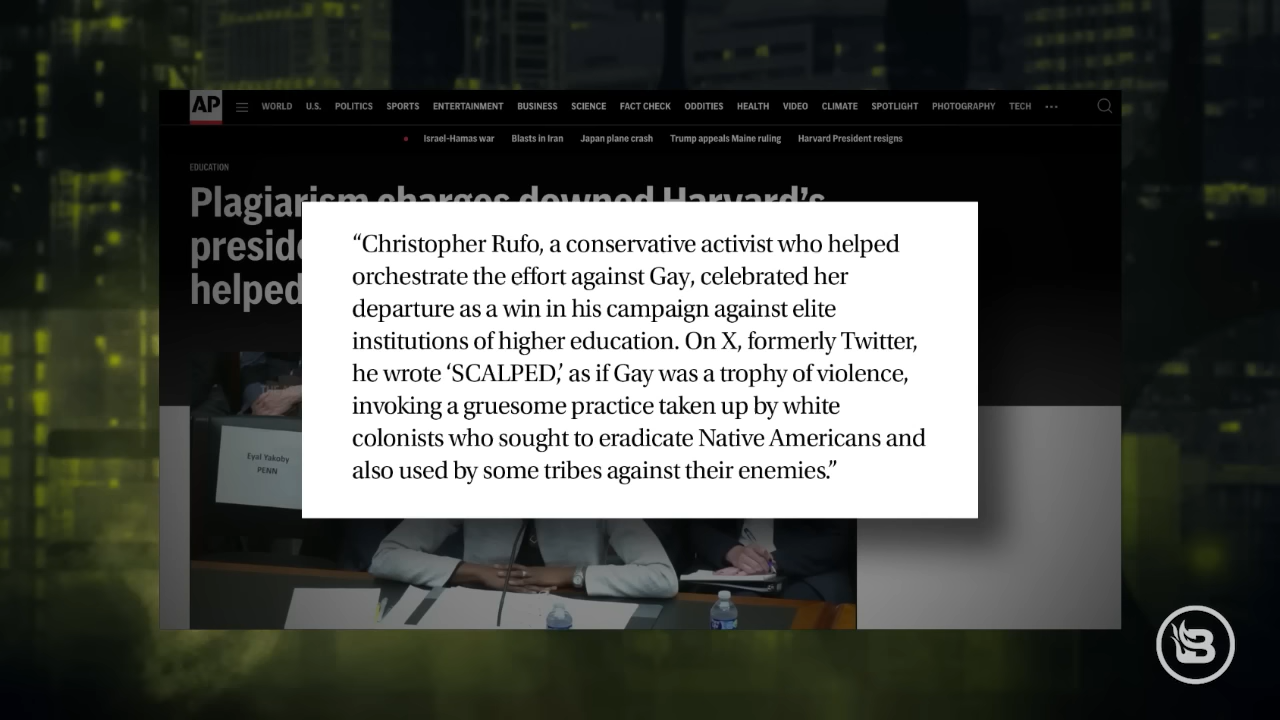 AP WORLD U.S. POLITICS SPORTS ENTERTAINMENT BUSINESS SCIENCE FACT CHECK ODDITIES HEALTH VIDEO CLIMATE SPOTLIGHT PHOTOGRAPHY TECH •••
Israel-Hamas war Blasts in Iran Japan plane crash Trump appeals Maine ruling Harvard President resigns
EDUCATION
Plagiarism charges downed Harvard’s
helped
“Christopher Rufo, a conservative activist who helped
orchestrate the effort against Gay, celebrated her
departure as a win in his campaign against elite
institutions of higher education. On X, formerly Twitter,
he wrote ‘SCALPED,’ as if Gay was a trophy of violence,
invoking a gruesome practice taken up by white
colonists who sought to eradicate Native Americans and
also used by some tribes against their enemies.”
Eyal Yakoby
PENN
B